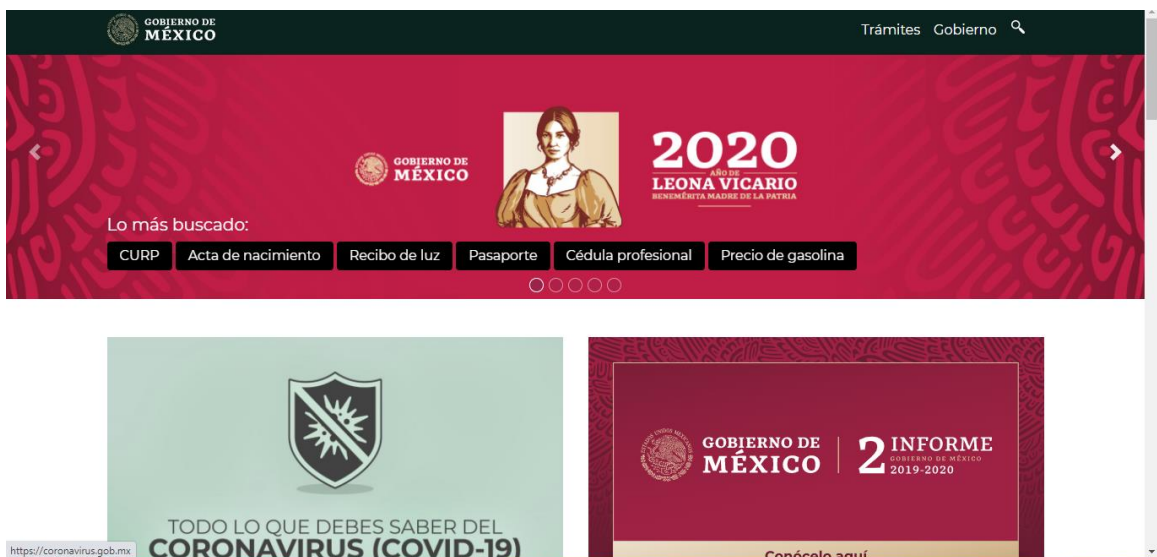 GOBIERNO DE
MÉXICO
Trámites Gobierno
GOBIERNO DE
MÉXICO
2020
AÑO DE
LEONA VICARIO
BENEMÉRITA MADRE DE LA PATRIA
Lo más buscado:
CURP Acta de nacimiento Recibo de luz Pasaporte Cédula profesional Precio de gasolina
TODO LO QUE DEBES SABER DEL
CORONAVIRUS (COVID-19)
GOBIERNO DE
MÉXICO
2 INFORME
GOBIERNO DE MÉXICO
2019-2020
Conócelo aquí
https://coronavirus.gob.mx